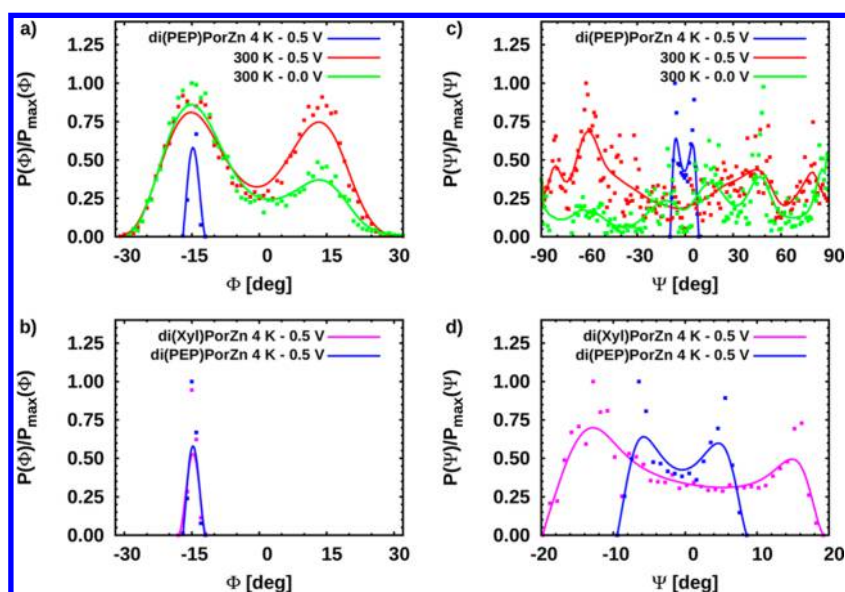 a)
di(PEP)PorZn 4 K - 0.5 V
300 K - 0.5 V
300 K - 0.0 V
P(Φ)/Pmax(Φ)
1.25
1.00
0.75
0.50
0.25
0.00
-30 -15 0 15 30
Φ [deg]
c)
di(PEP)PorZn 4 K - 0.5 V
300 K - 0.5 V
300 K - 0.0 V
P(Ψ)/Pmax(Ψ)
1.25
1.00
0.75
0.50
0.25
0.00
-90 -60 -30 0 30 60 90
Ψ [deg]
b)
di(Xyl)PorZn 4 K - 0.5 V
di(PEP)PorZn 4 K - 0.5 V
P(Φ)/Pmax(Φ)
1.25
1.00
0.75
0.50
0.25
0.00
-30 -15 0 15 30
Φ [deg]
d)
di(Xyl)PorZn 4 K - 0.5 V
di(PEP)PorZn 4 K - 0.5 V
P(Ψ)/Pmax(Ψ)
1.25
1.00
0.75
0.50
0.25
0.00
-20 -10 0 10 20
Ψ [deg]